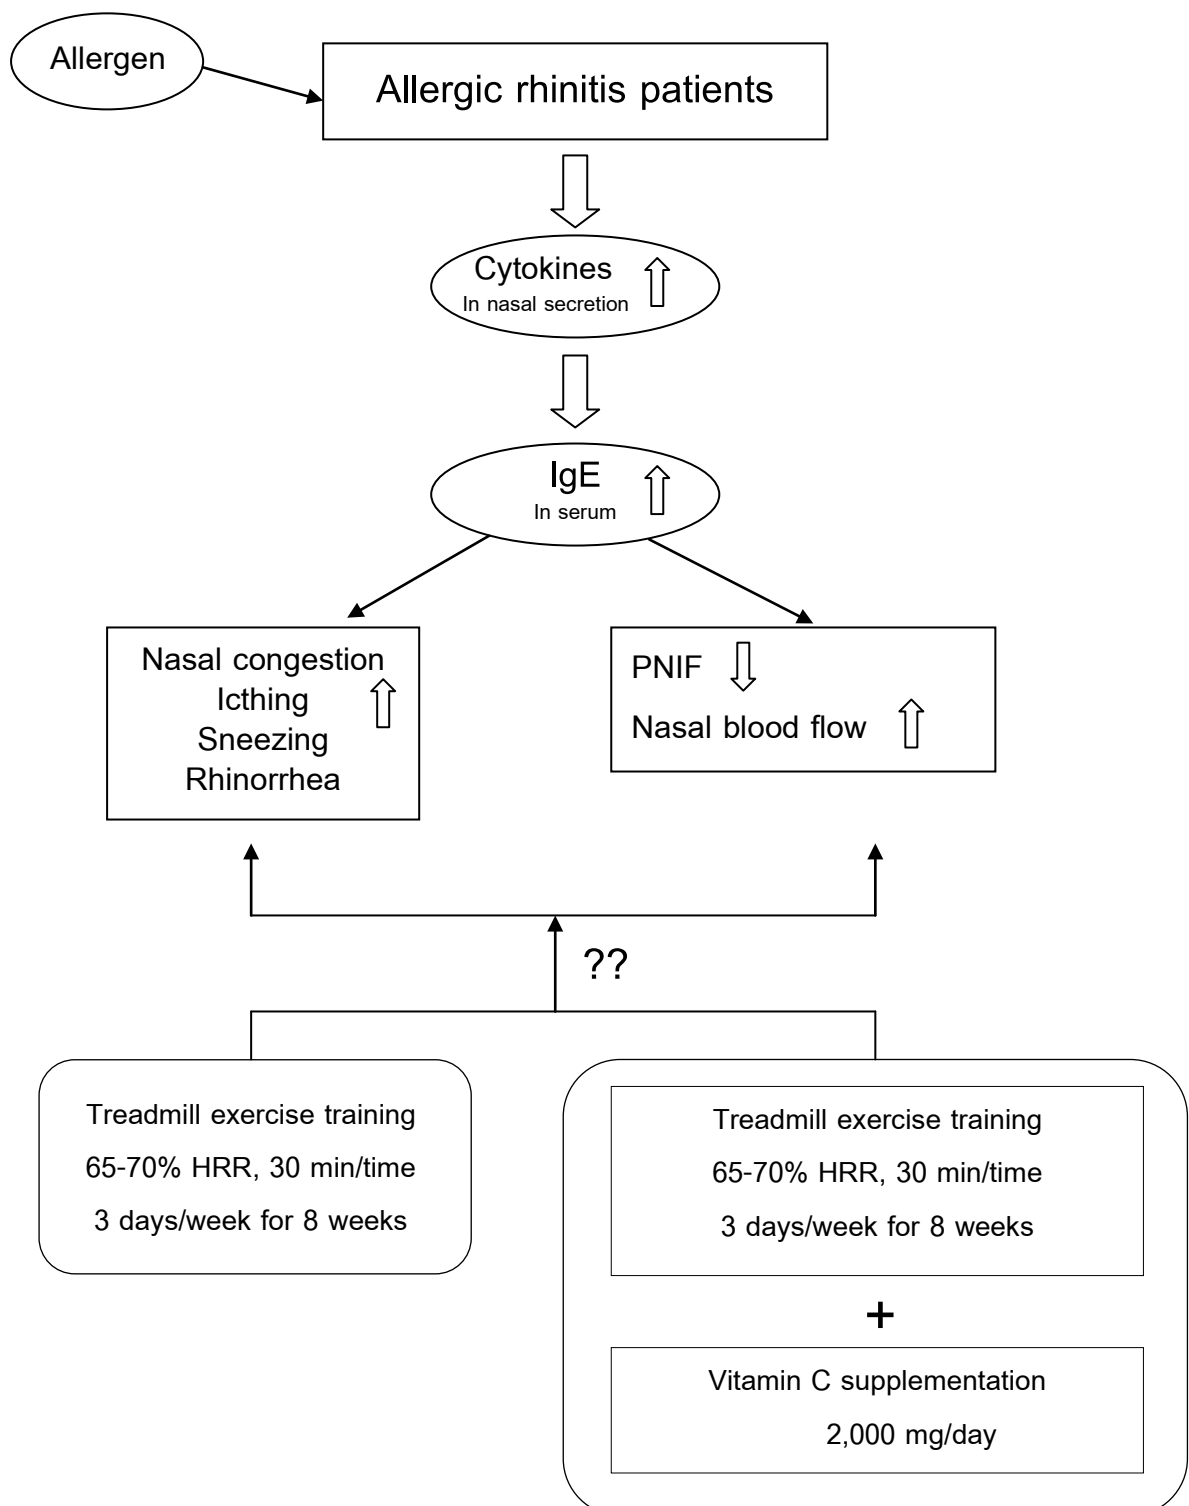 Allergen
Allergic rhinitis patients
Cytokines
In nasal secretion
IgE
In serum
Nasal congestion
Icthing
Sneezing
Rhinorrhea
PNIF
Nasal blood flow
??
Treadmill exercise training
65-70% HRR, 30 min/time
3 days/week for 8 weeks
Treadmill exercise training
65-70% HRR, 30 min/time
3 days/week for 8 weeks
+
Vitamin C supplementation
2,000 mg/day